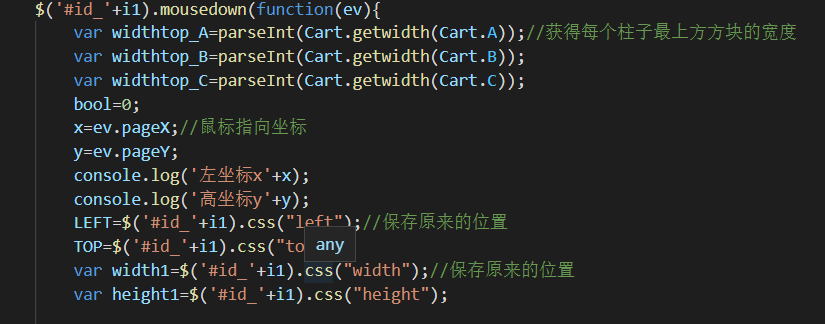 $('#id_'+i1).mousedown(function(ev){
var widthtop_A=parseInt(Cart.getwidth(Cart.A));//获得每个柱子最上方方块的宽度
var widthtop_B=parseInt(Cart.getwidth(Cart.B));
var widthtop_C=parseInt(Cart.getwidth(Cart.C));
bool=0;
x=ev.pageX;//鼠标指向坐标
y=ev.pageY;
console.log('左坐标x'+x);
console.log('高坐标y'+y);
LEFT=$('#id_'+i1).css("left");//保存原来的位置
TOP=$('#id_'+i1).css("to
any
var width1=$('#id_'+i1).css("width");//保存原来的位置
var height1=$('#id_'+i1).css("height");